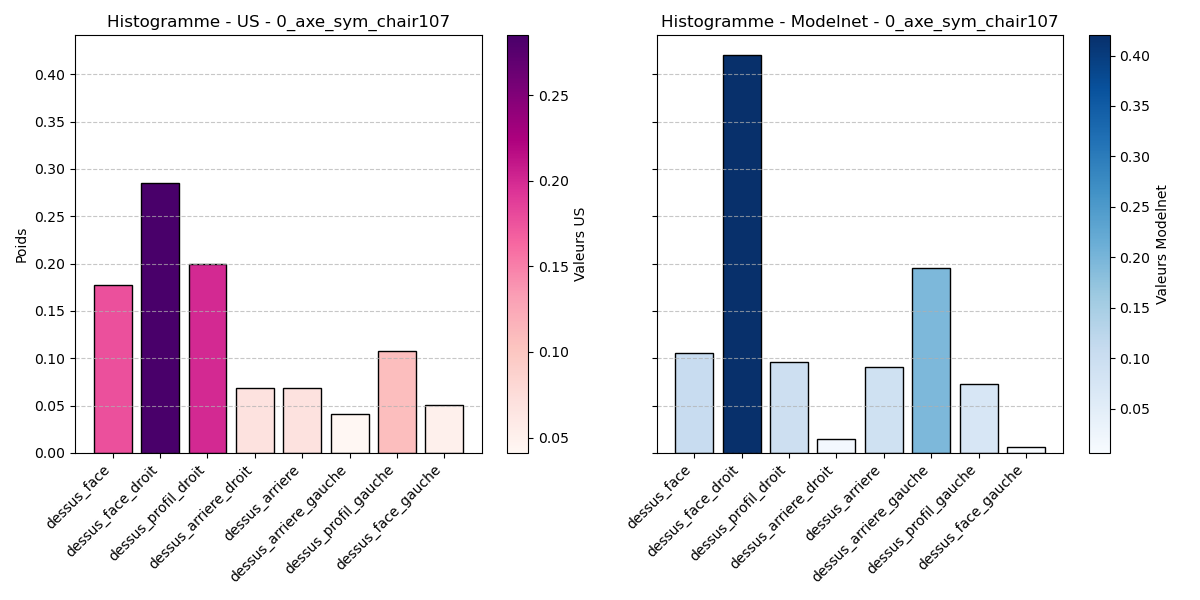 Histogramme - US - 0_axe_sym_chair107
Poids
0.40
0.35
0.30
0.25
0.20
0.15
0.10
0.05
0.00
dessus_face
dessus_face_droit
dessus_profil_droit
dessus_arriere_droit
dessus_arriere
dessus_arriere_gauche
dessus_profil_gauche
dessus_face_gauche
0.25
0.20
0.15
0.10
0.05
Valeurs US
Histogramme - Modelnet - 0_axe_sym_chair107
dessus_face
dessus_face_droit
dessus_profil_droit
dessus_arriere_droit
dessus_arriere
dessus_arriere_gauche
dessus_profil_gauche
dessus_face_gauche
0.40
0.35
0.30
0.25
0.20
0.15
0.10
0.05
Valeurs Modelnet